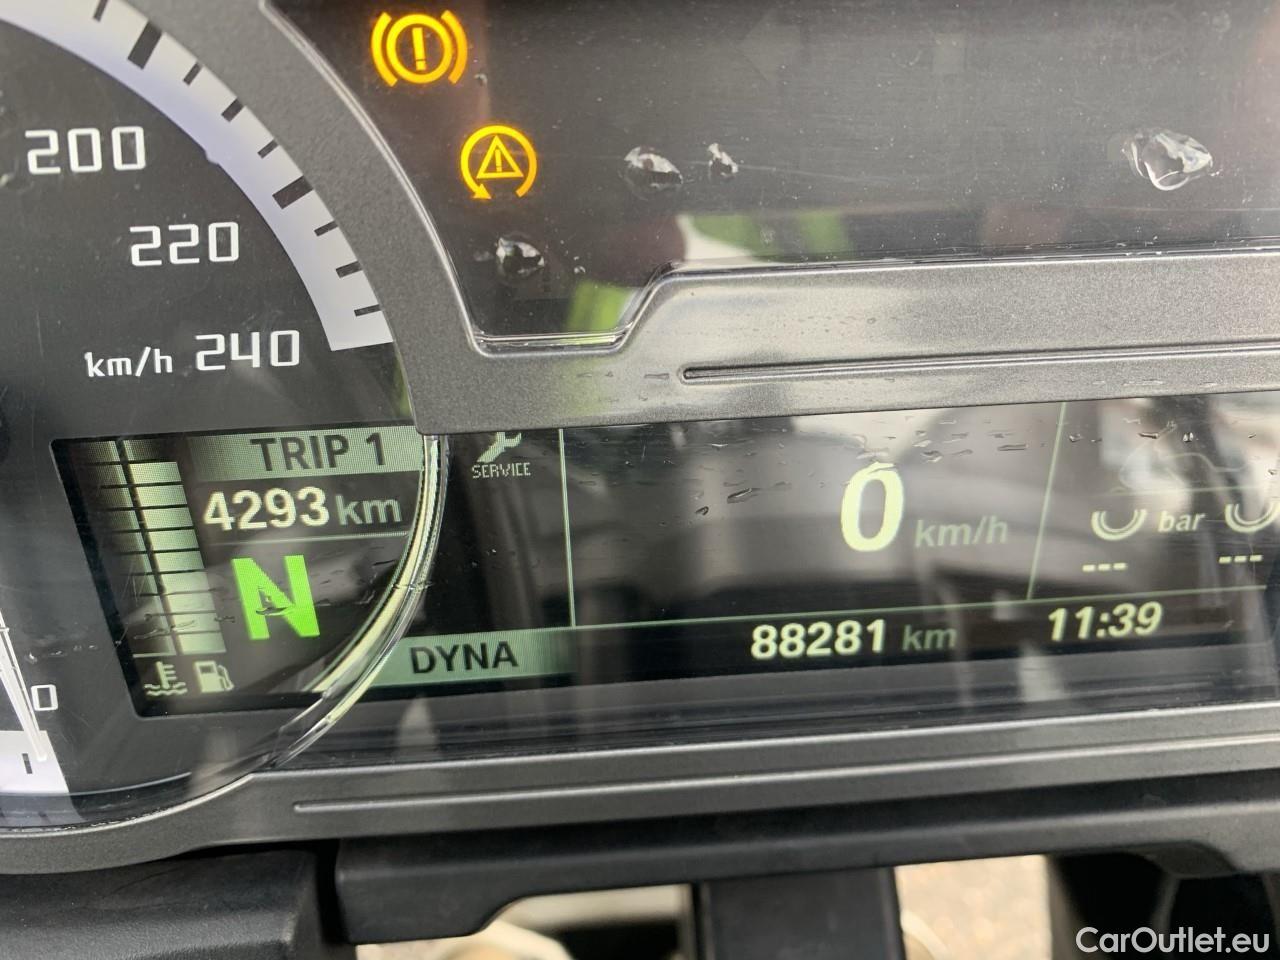 200
220
km/h 240
TRIP 1
SERVICE
4293 km
0 km/h
bar
--- ---
N
DYNA
88281 km
11:39
0
CarOutlet.eu